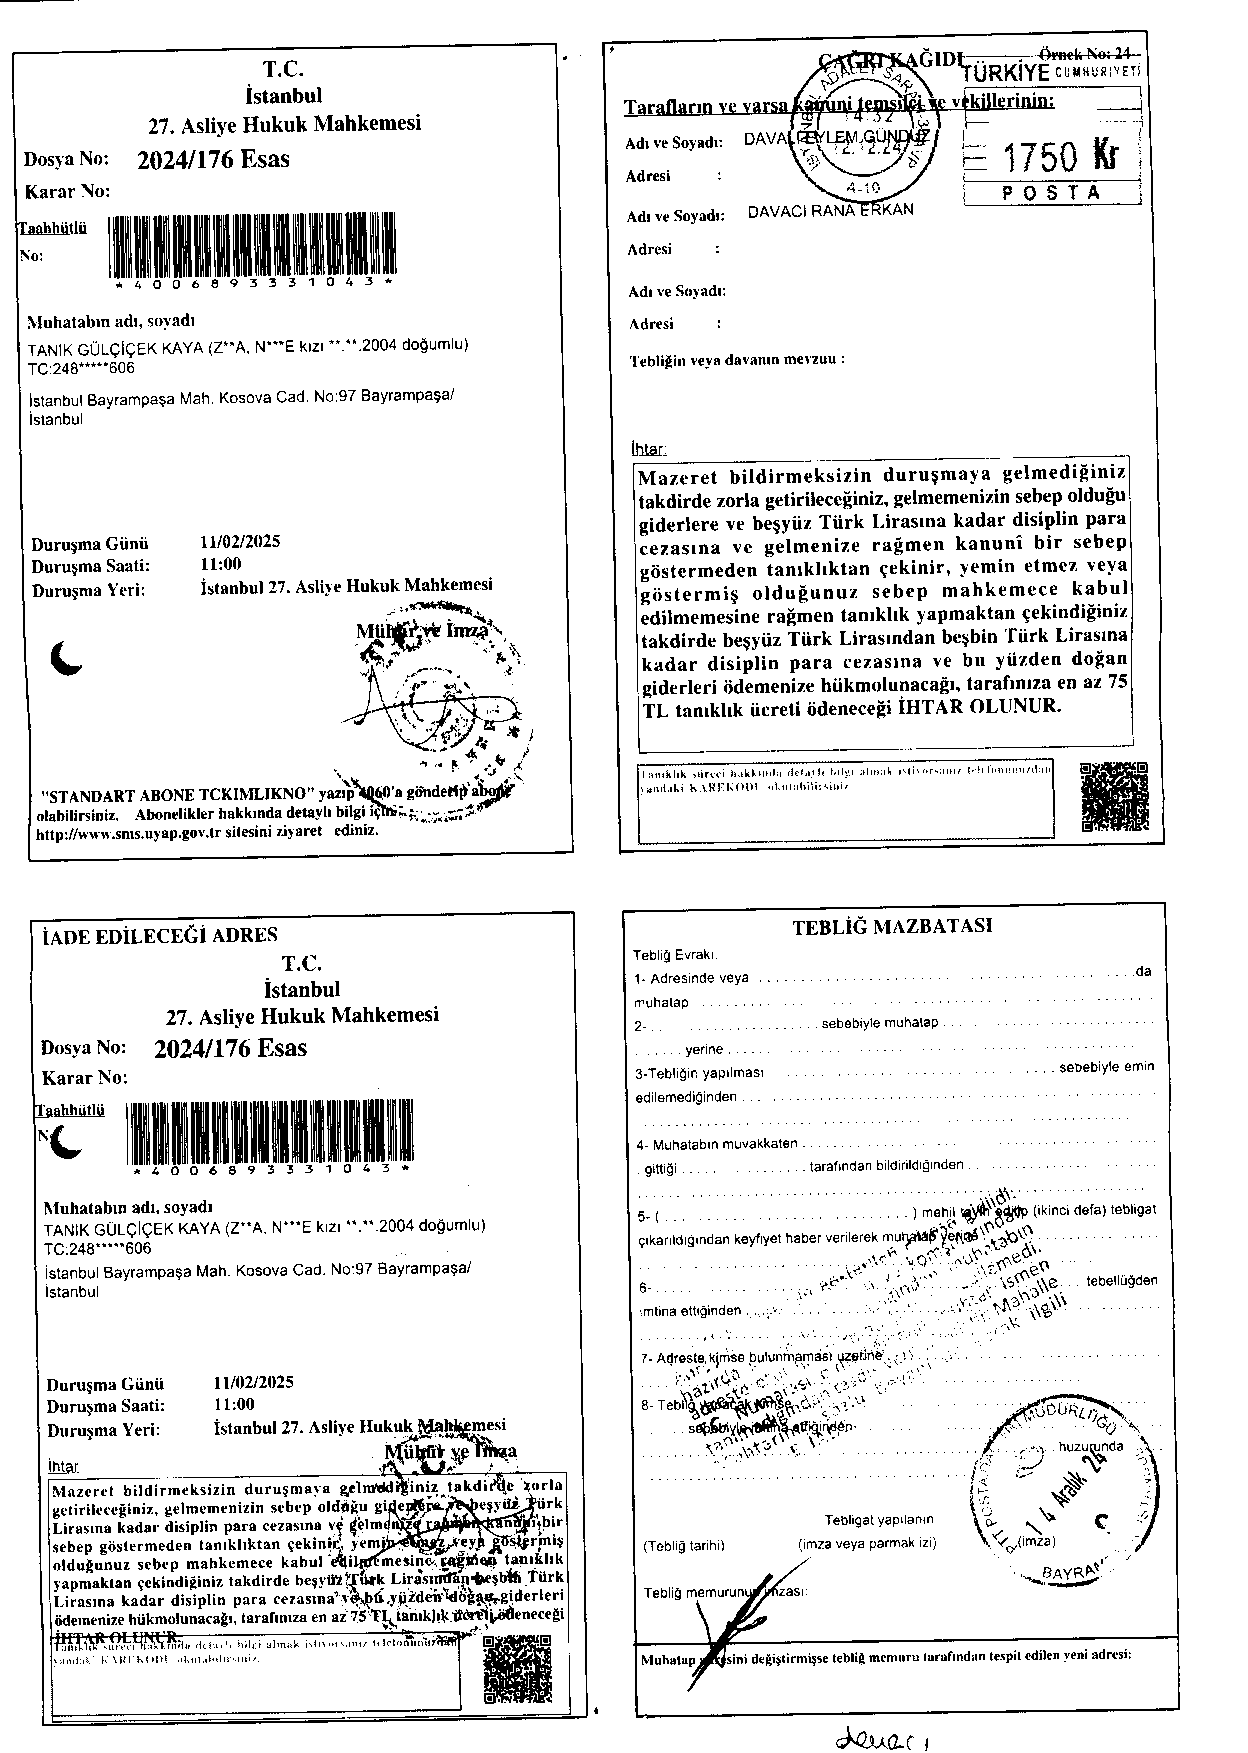 T.C.
İstanbul
27. Asliye Hukuk Mahkemesi
Dosya No: 2024/176 Esas
Karar No:
Taahhütlü
No:
*4006893331043*
Muhatabın adı, soyadı
TANIK GÜLÇİÇEK KAYA (Z**A, N***E kızı **.**.2004 doğumlu)
TC:248*****606
İstanbul Bayrampaşa Mah. Kosova Cad. No:97 Bayrampaşa/
İstanbul
Duruşma Günü 11/02/2025
Duruşma Saati: 11:00
Duruşma Yeri: İstanbul 27. Asliye Hukuk Mahkemesi
Mühür ve İmza
"STANDART ABONE TCKIMLIKNO" yazıp 4060'a gönderip abone
olabilirsiniz. Abonelikler hakkında detaylı bilgi için
http://www.sms.uyap.gov.tr sitesini ziyaret ediniz.
ÇAĞRI KAĞIDI Örnek No: 24
TÜRKİYE CUMHURİYETİ
Tarafların ve varsa kanuni temsilci ve vekillerinin:
Adı ve Soyadı: DAVALI EYLEM GÜNDÜZ
1750 Kr
POSTA
14:32
12.12.24
A-10
Adresi :
Adı ve Soyadı: DAVACI RANA ERKAN
Adresi :
Adı ve Soyadı:
Adresi :
Tebliğin veya davanın mevzuu :
İhtar:
Mazeret bildirmeksizin duruşmaya gelmediğiniz
takdirde zorla getirileceğiniz, gelmemenizin sebep olduğu
giderlere ve beşyüz Türk Lirasına kadar disiplin para
cezasına ve gelmenize rağmen kanunî bir sebep
göstermeden tanıklıktan çekinir, yemin etmez veya
göstermiş olduğunuz sebep mahkemece kabul
edilmemesine rağmen tanıklık yapmaktan çekindiğiniz
takdirde beşyüz Türk Lirasından beşbin Türk Lirasına
kadar disiplin para cezasına ve bu yüzden doğan
giderleri ödemenize hükmolunacağı, tarafınıza en az 75
TL tanıklık ücreti ödeneceği İHTAR OLUNUR.
Tanıklık süreci hakkında detaylı bilgi almak istiyorsanız telefonunuzdan
yandaki KAREKODU okutabilirsiniz
İADE EDİLECEĞİ ADRES
T.C.
İstanbul
27. Asliye Hukuk Mahkemesi
Dosya No: 2024/176 Esas
Karar No:
Taahhütlü
*4006893331043*
Muhatabın adı, soyadı
TANIK GÜLÇİÇEK KAYA (Z**A, N***E kızı **.**.2004 doğumlu)
TC:248*****606
İstanbul Bayrampaşa Mah. Kosova Cad. No:97 Bayrampaşa/
İstanbul
Duruşma Günü 11/02/2025
Duruşma Saati: 11:00
Duruşma Yeri: İstanbul 27. Asliye Hukuk Mahkemesi
Mühür ve İmza
İhtar
Mazeret bildirmeksizin duruşmaya gelmediğiniz takdirde zorla
getirileceğiniz, gelmemenizin sebep olduğu giderlere ve beşyüz Türk
Lirasına kadar disiplin para cezasına ve gelmenize rağmen kanunî bir
sebep göstermeden tanıklıktan çekinir, yemin etmez veya göstermiş
olduğunuz sebep mahkemece kabul edilmemesine rağmen tanıklık
yapmaktan çekindiğiniz takdirde beşyüz Türk Lirasından beşbin Türk
Lirasına kadar disiplin para cezasına ve bu yüzden doğan giderleri
ödemenize hükmolunacağı, tarafınıza en az 75 TL tanıklık ücreti ödeneceği
İHTAR OLUNUR.
Tanıklık süreci hakkında detaylı bilgi almak istiyorsanız telefonunuzdan
yandaki KAREKODU okutabilirsiniz.
TEBLİĞ MAZBATASI
Tebliğ Evrakı:
1- Adresinde veya da
muhatap
2- sebebiyle muhatap
yerine
3-Tebliğin yapılması sebebiyle emin
edilemediğinden
4- Muhatabın muvakkaten
gittiği tarafından bildirildiğinden
5- ( ) mehil tayin edilip (ikinci defa) tebligat
çıkarıldığından keyfiyet haber verilerek muhatap yerine
6- tebellüğden
imtina ettiğinden
7- Adreste kimse bulunmaması üzerine
8- Tebliğ yapılacak kimse
sebebiyle imtina ettiğinden
muhatabın
ismen
Mahalle
ilgili
MÜDÜRLÜĞÜ
huzurunda
14 Aralık 24
Tebligat yapılanın
(Tebliğ tarihi) (imza veya parmak izi) (imza)
BAYRAM
Tebliğ memurunun imzası:
Muhatap adresini değiştirmişse tebliğ memuru tarafından tespit edilen yeni adresi:
davacı